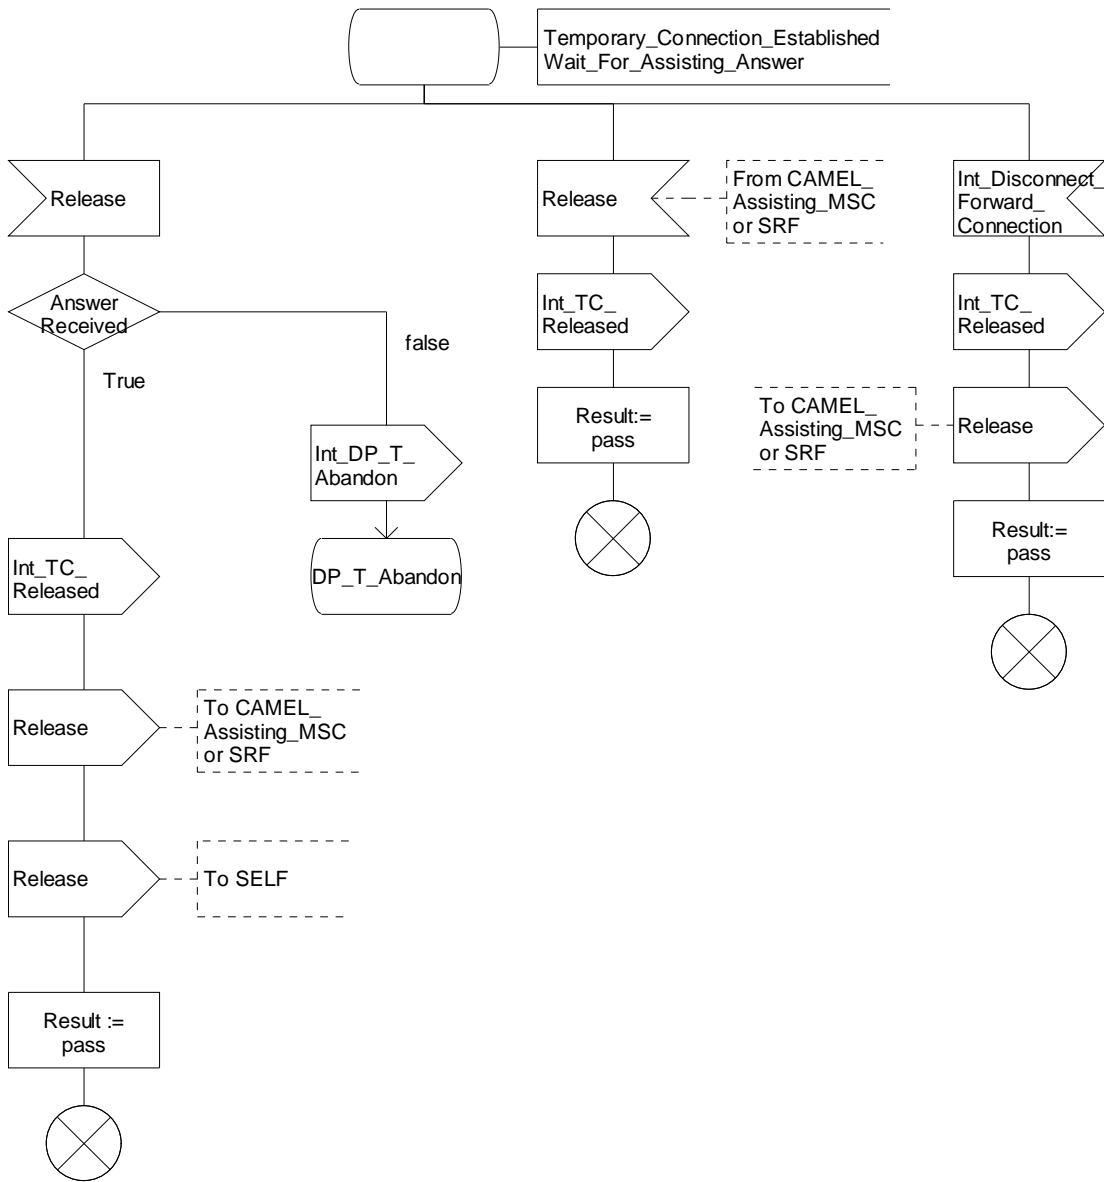 Temporary_Connection_Established
Wait_For_Assisting_Answer
Release
Release
From CAMEL_
Assisting_MSC
or SRF
Int_Disconnect_
Forward_
Connection
Answer
Received
false
True
Int_TC_
Released
Int_TC_
Released
Result:=
pass
To CAMEL_
Assisting_MSC
or SRF
Release
Int_DP_T_
Abandon
Result:=
pass
Int_TC_
Released
DP_T_Abandon
Release
To CAMEL_
Assisting_MSC
or SRF
Release
To SELF
Result :=
pass